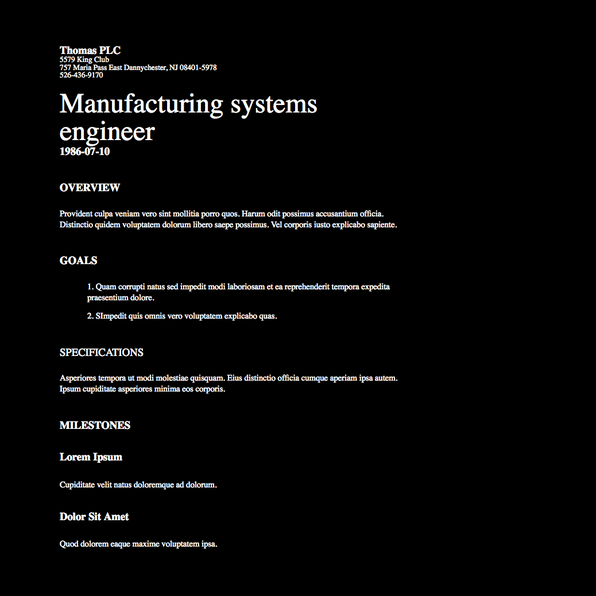 Thomas PLC
5579 King Club
757 Maria Pass East Dannychester, NJ 08401-5978
526-436-9170
Manufacturing systems
engineer
1986-07-10
OVERVIEW
Provident culpa veniam vero sint mollitia porro quos. Harum odit possimus accusantium officia.
Distinctio quidem voluptatem dolorum libero saepe possimus. Vel corporis iusto explicabo sapiente.
GOALS
1. Quam corrupti natus sed impedit modi laboriosam et ea reprehenderit tempora expedita
praesentium dolore.
2. SImpedit quis omnis vero voluptatem explicabo quas.
SPECIFICATIONS
Asperiores tempora ut modi molestiae quisquam. Eius distinctio officia cumque aperiam ipsa autem.
Ipsum cupiditate asperiores minima eos corporis.
MILESTONES
Lorem Ipsum
Cupiditate velit natus doloremque ad dolorum.
Dolor Sit Amet
Quod dolorem eaque maxime voluptatem ipsa.